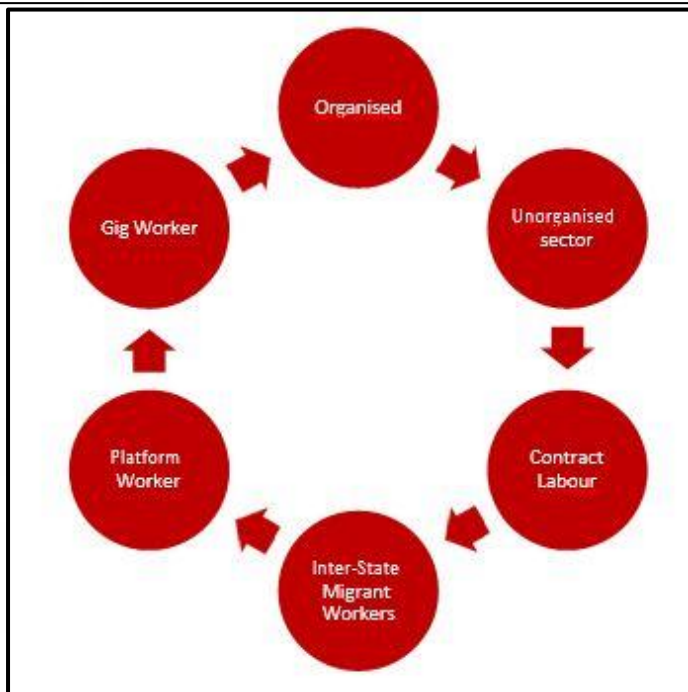 Organised
Unorganised
sector
Contract
Labour
Inter-State
Migrant
Workers
Platform
Worker
Gig Worker